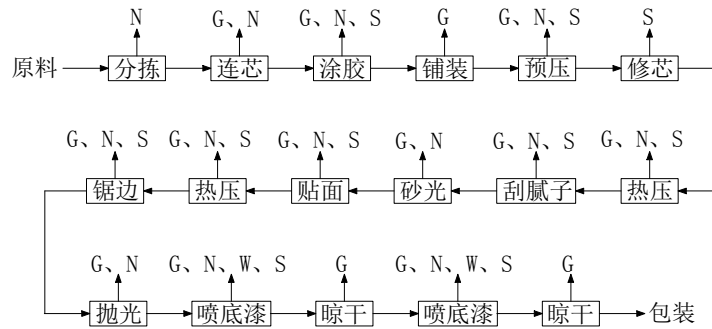 N G、N G、N、S G G、N、S S
原料 分拣 连芯 涂胶 铺装 预压 修芯
G、N、S G、N、S G、N、S G、N G、N、S G、N、S
锯边 热压 贴面 砂光 刮腻子 热压
G、N G、N、W、S G G、N、W、S G
抛光 喷底漆 晾干 喷底漆 晾干 包装